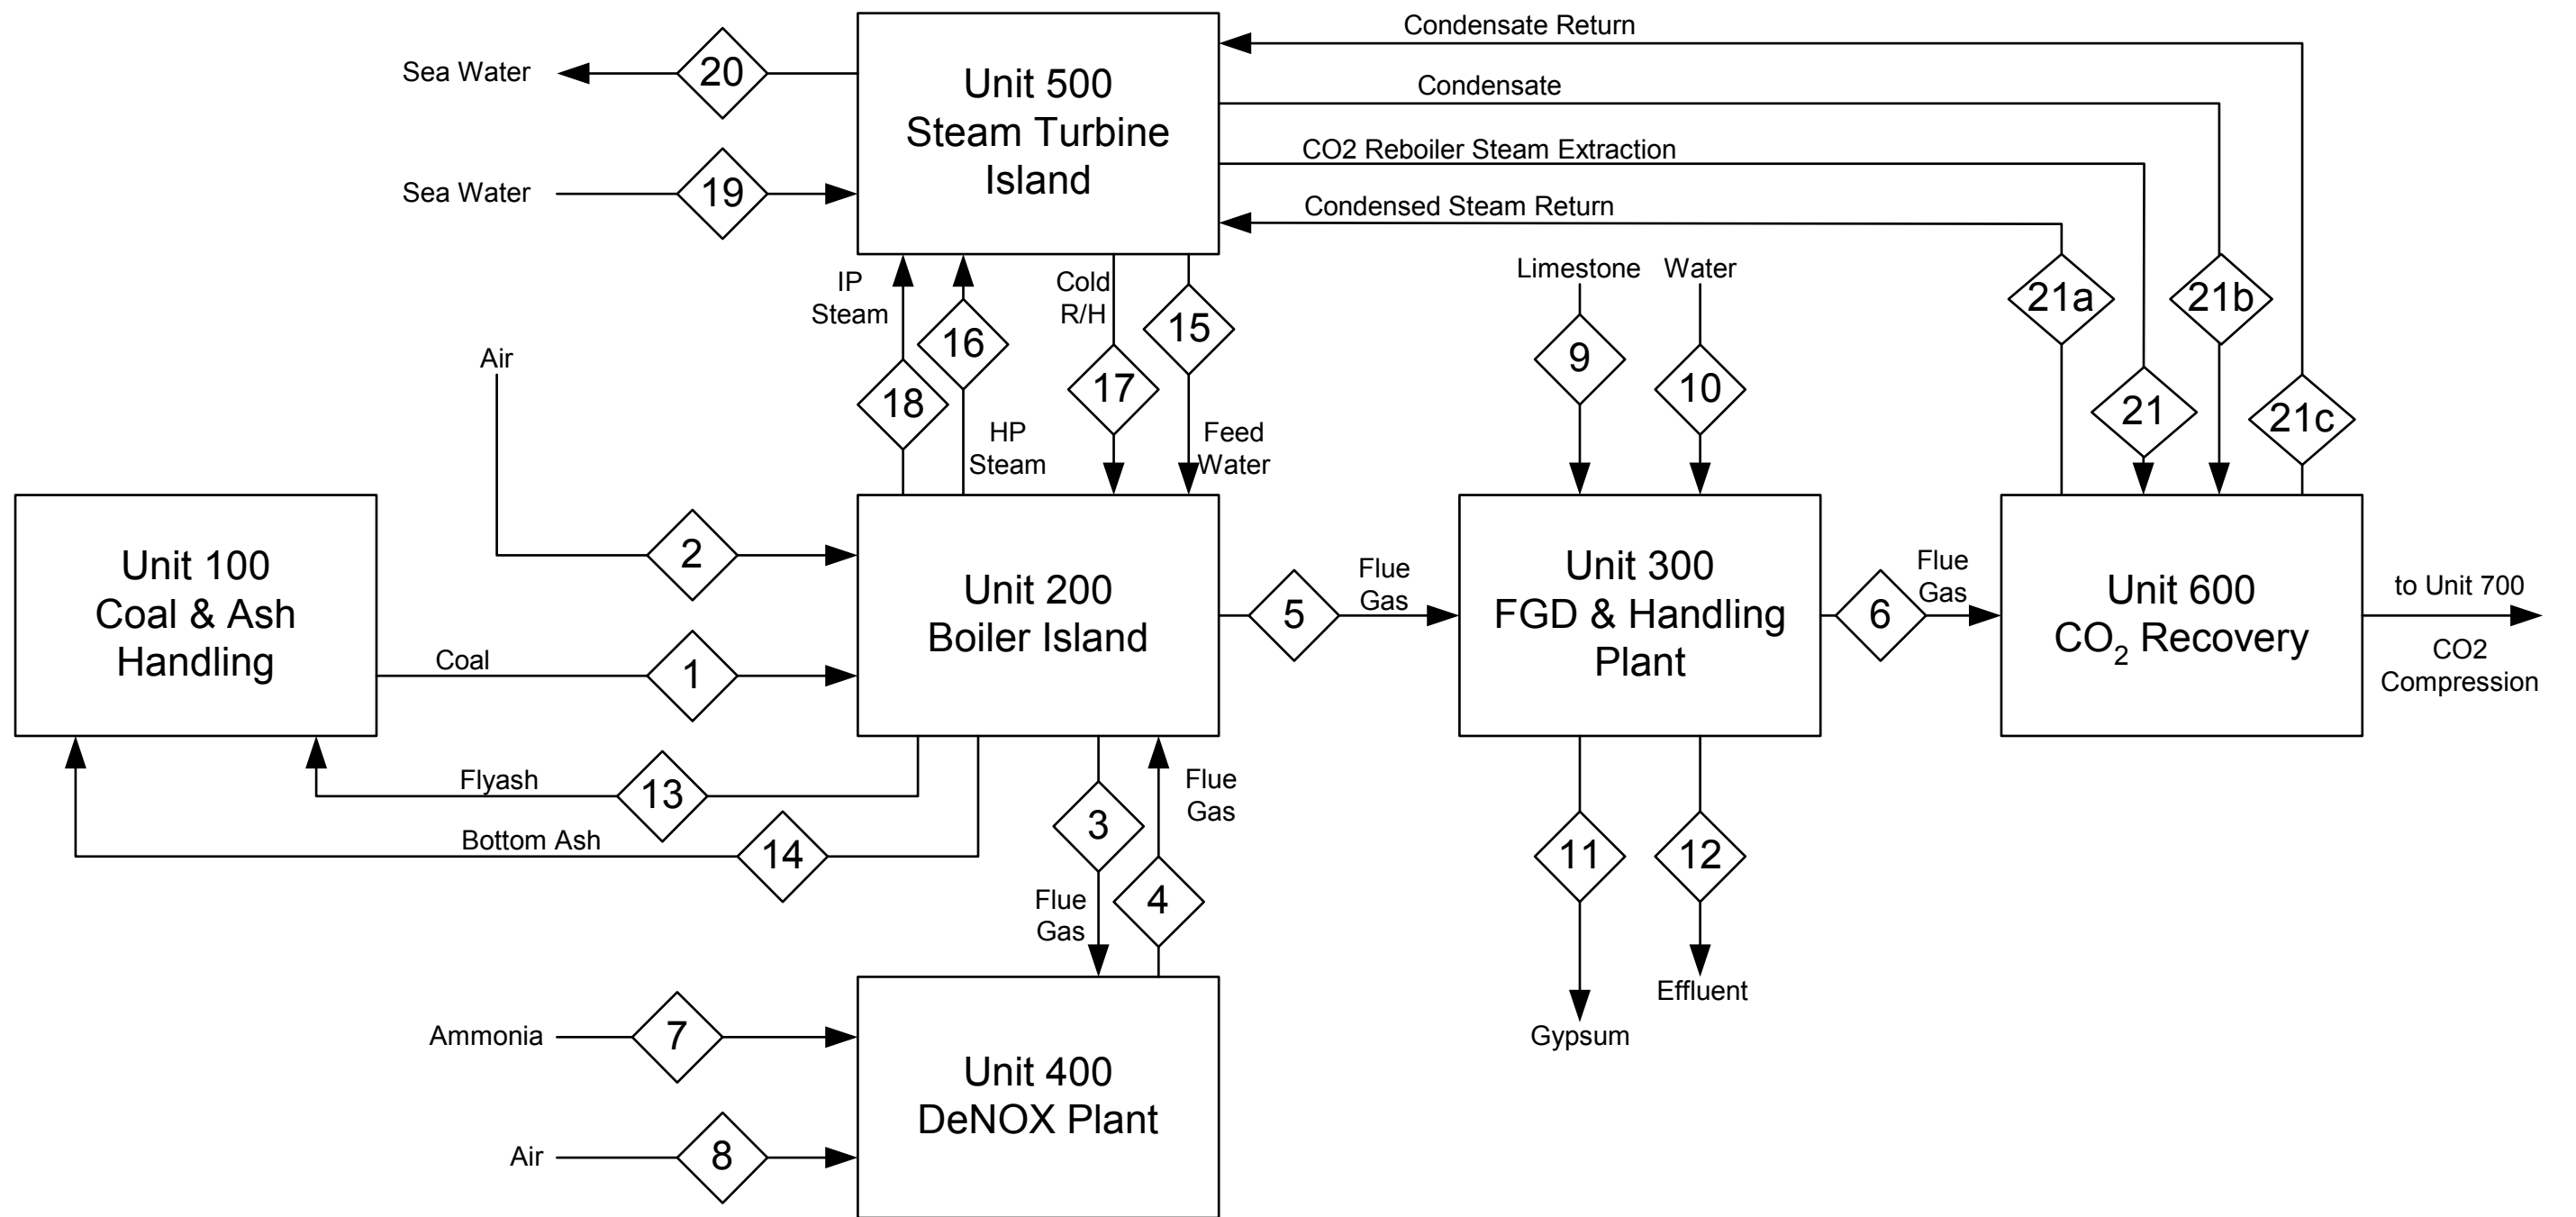 Condensate Return
Sea Water
20
Unit 500
Steam Turbine
Island
Condensate
CO2 Reboiler Steam Extraction
Sea Water
19
Condensed Steam Return
IP
Steam
Cold
R/H
Limestone
Water
21a
21b
16
15
9
10
17
18
21
21c
Air
HP
Steam
Feed
Water
2
Unit 100
Coal & Ash
Handling
Coal
1
Unit 200
Boiler Island
5
Flue
Gas
Unit 300
FGD & Handling
Plant
6
Flue
Gas
Unit 600
CO₂ Recovery
to Unit 700
CO2
Compression
Flyash
13
Bottom Ash
14
3
Flue
Gas
Flue
Gas
4
11
12
Effluent
Gypsum
Ammonia
7
Unit 400
DeNOX Plant
Air
8